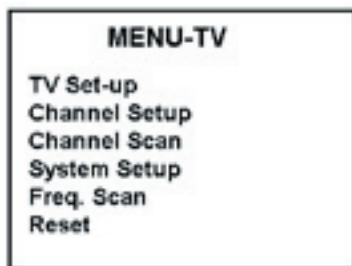 MENU-TV
TV Set-up
Channel Setup
Channel Scan
System Setup
Freq. Scan
Reset